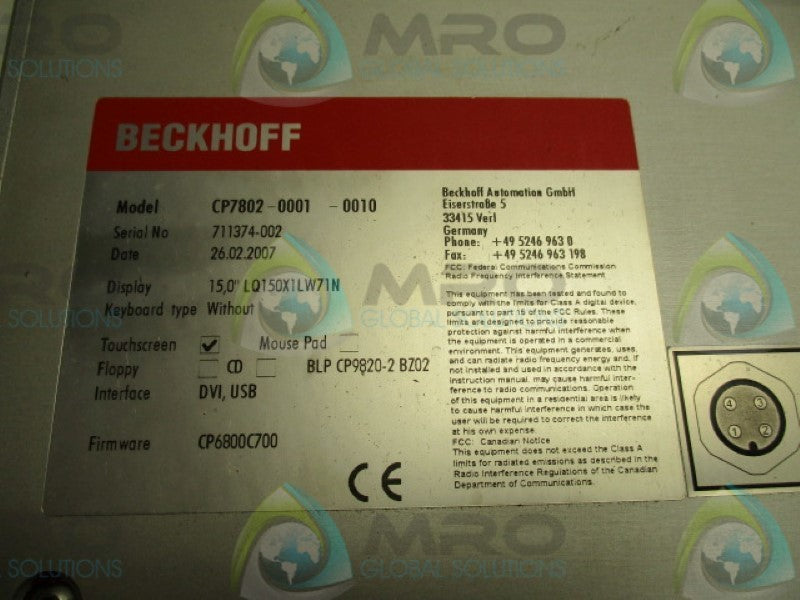 MRO
GLOBAL SOLUTIONS
BECKHOFF
Model CP7802-0001 -0010
Serial No 711374-002
Date 26.02.2007
Display 15,0" LQ150X1LW71N
Keyboard type Without
Touchscreen Mouse Pad
Floppy CD BLP CP9820-2 BZ02
Interface DVI, USB
Firmware CP6800C700
CE
Beckhoff Automation GmbH
Eiserstraße 5
33415 Verl
Germany
Phone: +49 5246 963 0
Fax: +49 5246 963 198
FCC: Federal Communications Commission
Radio Frequency Interference Statement
This equipment has been tested and found to
comply with the limits for Class A digital device,
pursuant to part 15 of the FCC Rules. These
limits are designed to provide reasonable
protection against harmful interference when
the equipment is operated in a commercial
environment. This equipment generates, uses,
and can radiate radio frequency energy and, if
not installed and used in accordance with the
instruction manual, may cause harmful inter-
ference to radio communications. Operation
of this equipment in a residential area is likely
to cause harmful interference in which case the
user will be required to correct the interference
at his own expense.
FCC: Canadian Notice
This equipment does not exceed the Class A
limits for radiated emissions as described in the
Radio Interference Regulations of the Canadian
Department of Communications.
4 3
1 2
MRO
GLOBAL SOLUTIONS